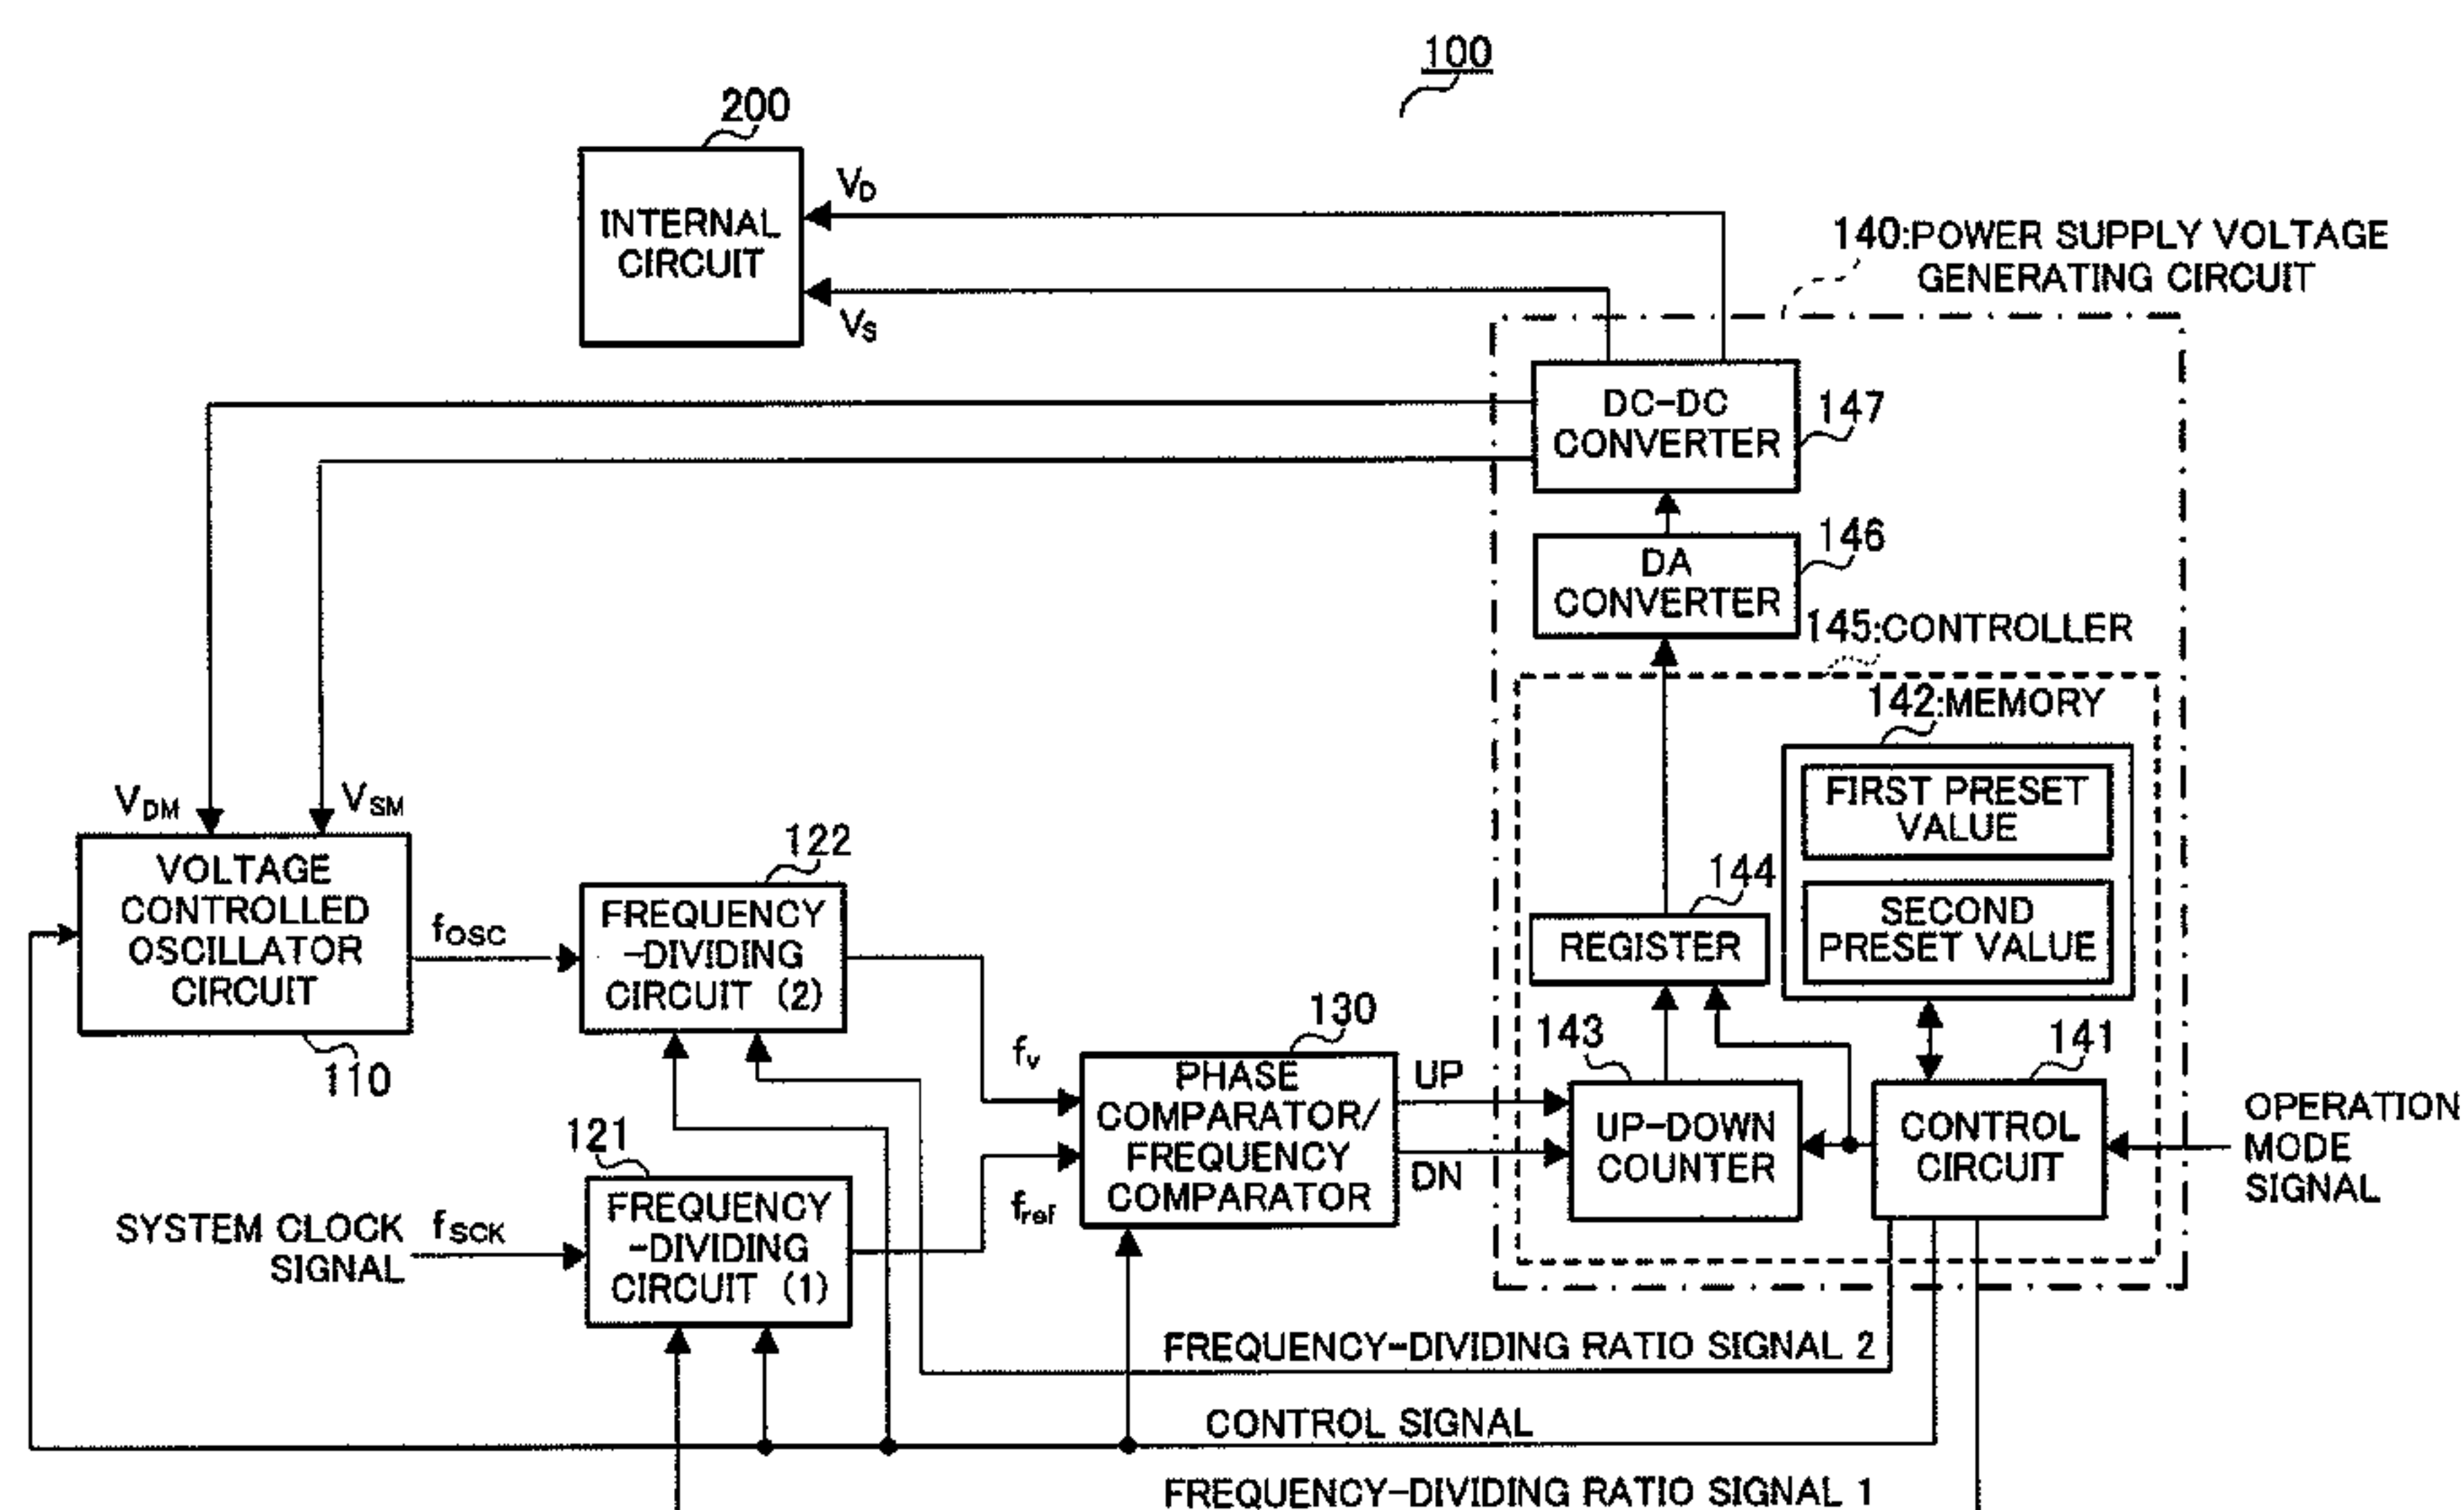 100
200
INTERNAL
CIRCUIT
VD
VS
140:POWER SUPPLY VOLTAGE
GENERATING CIRCUIT
DC-DC
CONVERTER
147
DA
CONVERTER
146
145:CONTROLLER
142:MEMORY
FIRST PRESET
VALUE
SECOND
PRESET VALUE
144
REGISTER
VDM
VSM
VOLTAGE
CONTROLLED
OSCILLATOR
CIRCUIT
110
fOSC
122
FREQUENCY
-DIVIDING
CIRCUIT (2)
fv
130
PHASE
COMPARATOR/
FREQUENCY
COMPARATOR
UP
DN
143
UP-DOWN
COUNTER
141
CONTROL
CIRCUIT
OPERATION
MODE
SIGNAL
121
FREQUENCY
-DIVIDING
CIRCUIT (1)
fref
SYSTEM CLOCK
SIGNAL
fSCK
FREQUENCY-DIVIDING RATIO SIGNAL 2
CONTROL SIGNAL
FREQUENCY-DIVIDING RATIO SIGNAL 1